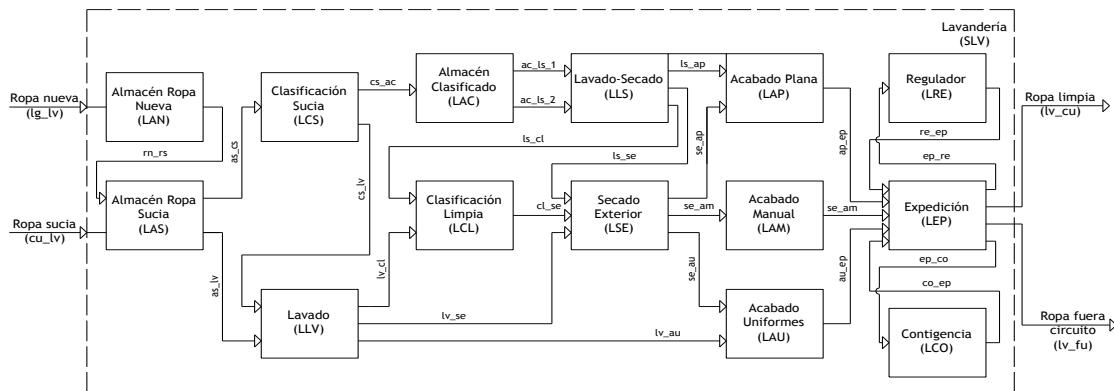 Lavandería
(SLV)
Ropa nueva
(lg_lv)
Almacén Ropa
Nueva
(LAN)
rn_rs
as_cs
Clasificación
Sucia
(LCS)
cs_ac
cs_lv
Almacén
Clasificado
(LAC)
ac_ls_1
ac_ls_2
Lavado-Secado
(LLS)
ls_ap
ls_cl
ls_se
se_ap
Acabado Plana
(LAP)
ap_ep
Regulador
(LRE)
re_ep
ep_re
Ropa limpia
(lv_cu)
Ropa sucia
(cu_lv)
Almacén Ropa
Sucia
(LAS)
as_lv
Clasificación
Limpia
(LCL)
cl_se
lv_cl
Secado
Exterior
(LSE)
se_am
se_au
Acabado
Manual
(LAM)
se_am
au_ep
Expedición
(LEP)
ep_co
co_ep
Lavado
(LLV)
lv_se
lv_au
Acabado
Uniformes
(LAU)
Contigencia
(LCO)
Ropa fuera
circuito
(lv_fu)